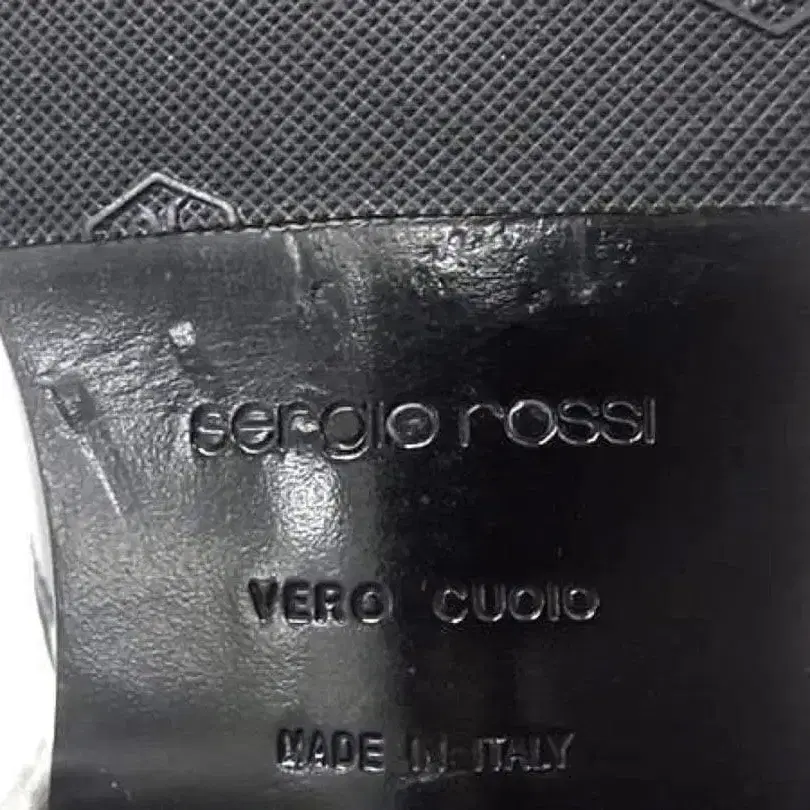 sergio rossi
VERO CUOIO
MADE IN ITALY